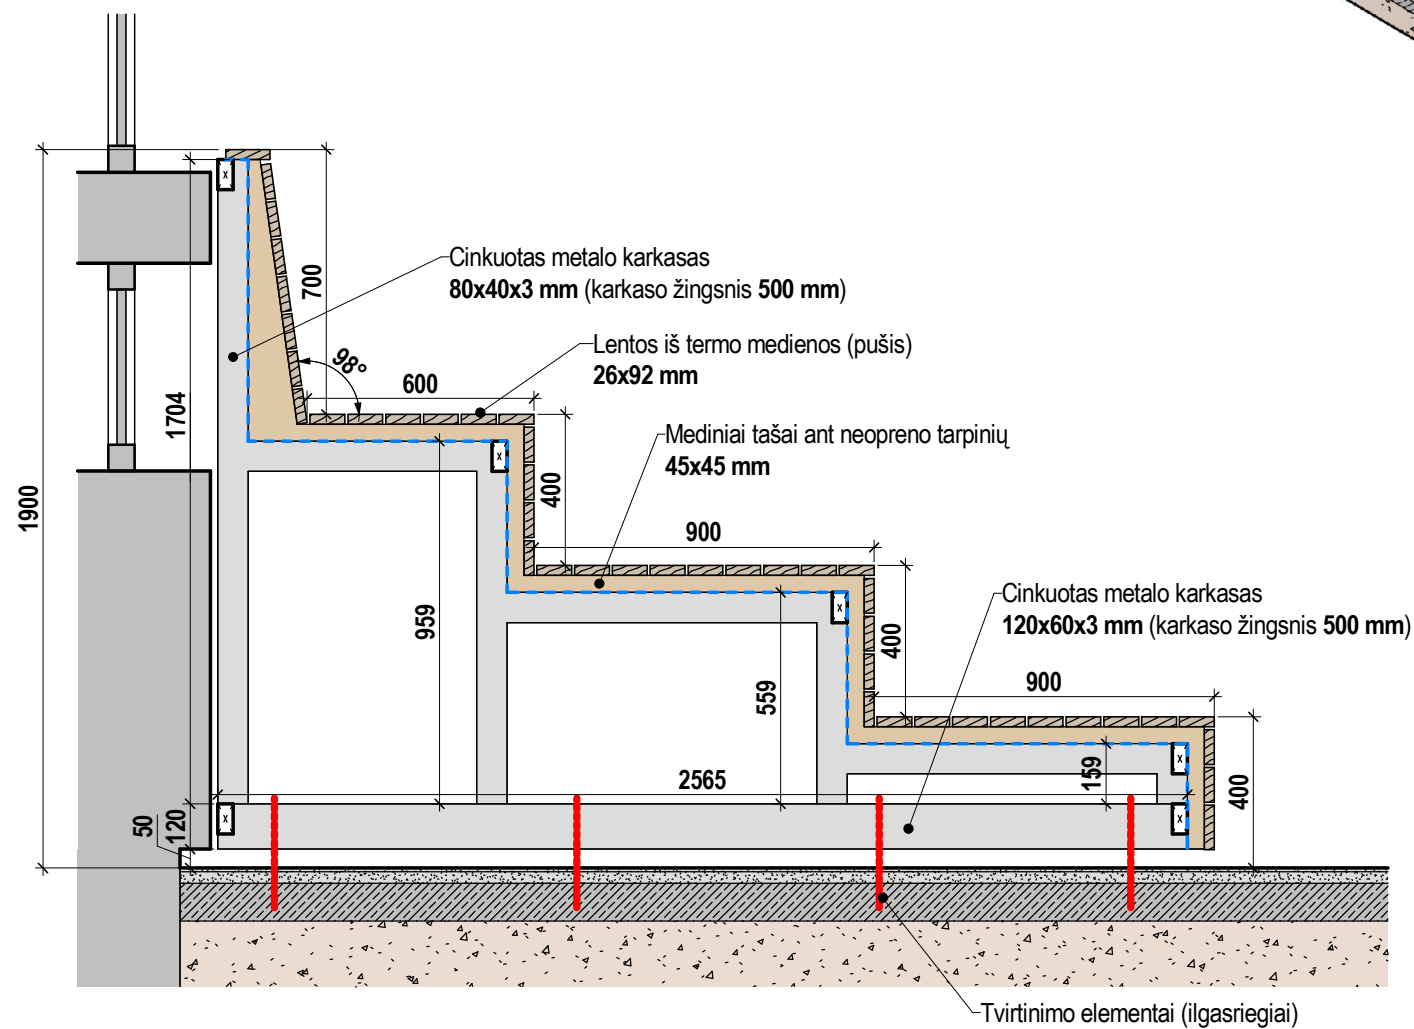 Cinkuotas metalo karkasas
80x40x3 mm (karkaso žingsnis 500 mm)
700
Lentos iš termo medienos (pušis)
26x92 mm
98°
600
1704
Mediniai tašai ant neopreno tarpinių
45x45 mm
400
1900
900
Cinkuotas metalo karkasas
120x60x3 mm (karkaso žingsnis 500 mm)
959
559
400
900
2565
159
400
50
120
x
x
x
x
x
x
Tvirtinimo elementai (ilgasriegiai)